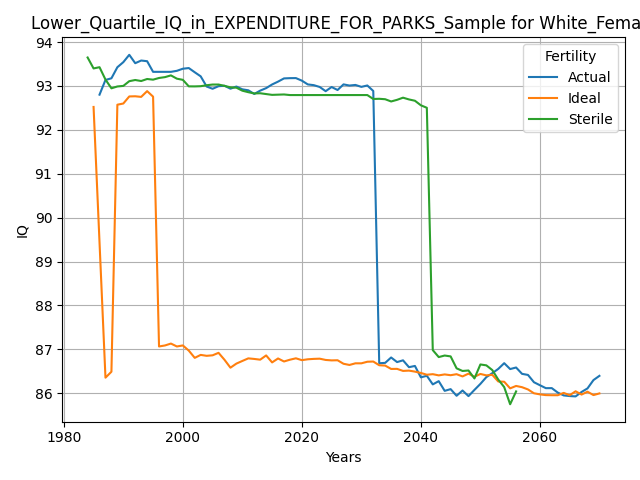 Lower_Quartile_IQ_in_EXPENDITURE_FOR_PARKS_Sample for White_Fema
94
93
92
91
90
89
88
87
86
IQ
Fertility
Actual
Ideal
Sterile
1980
2000
2020
2040
2060
Years